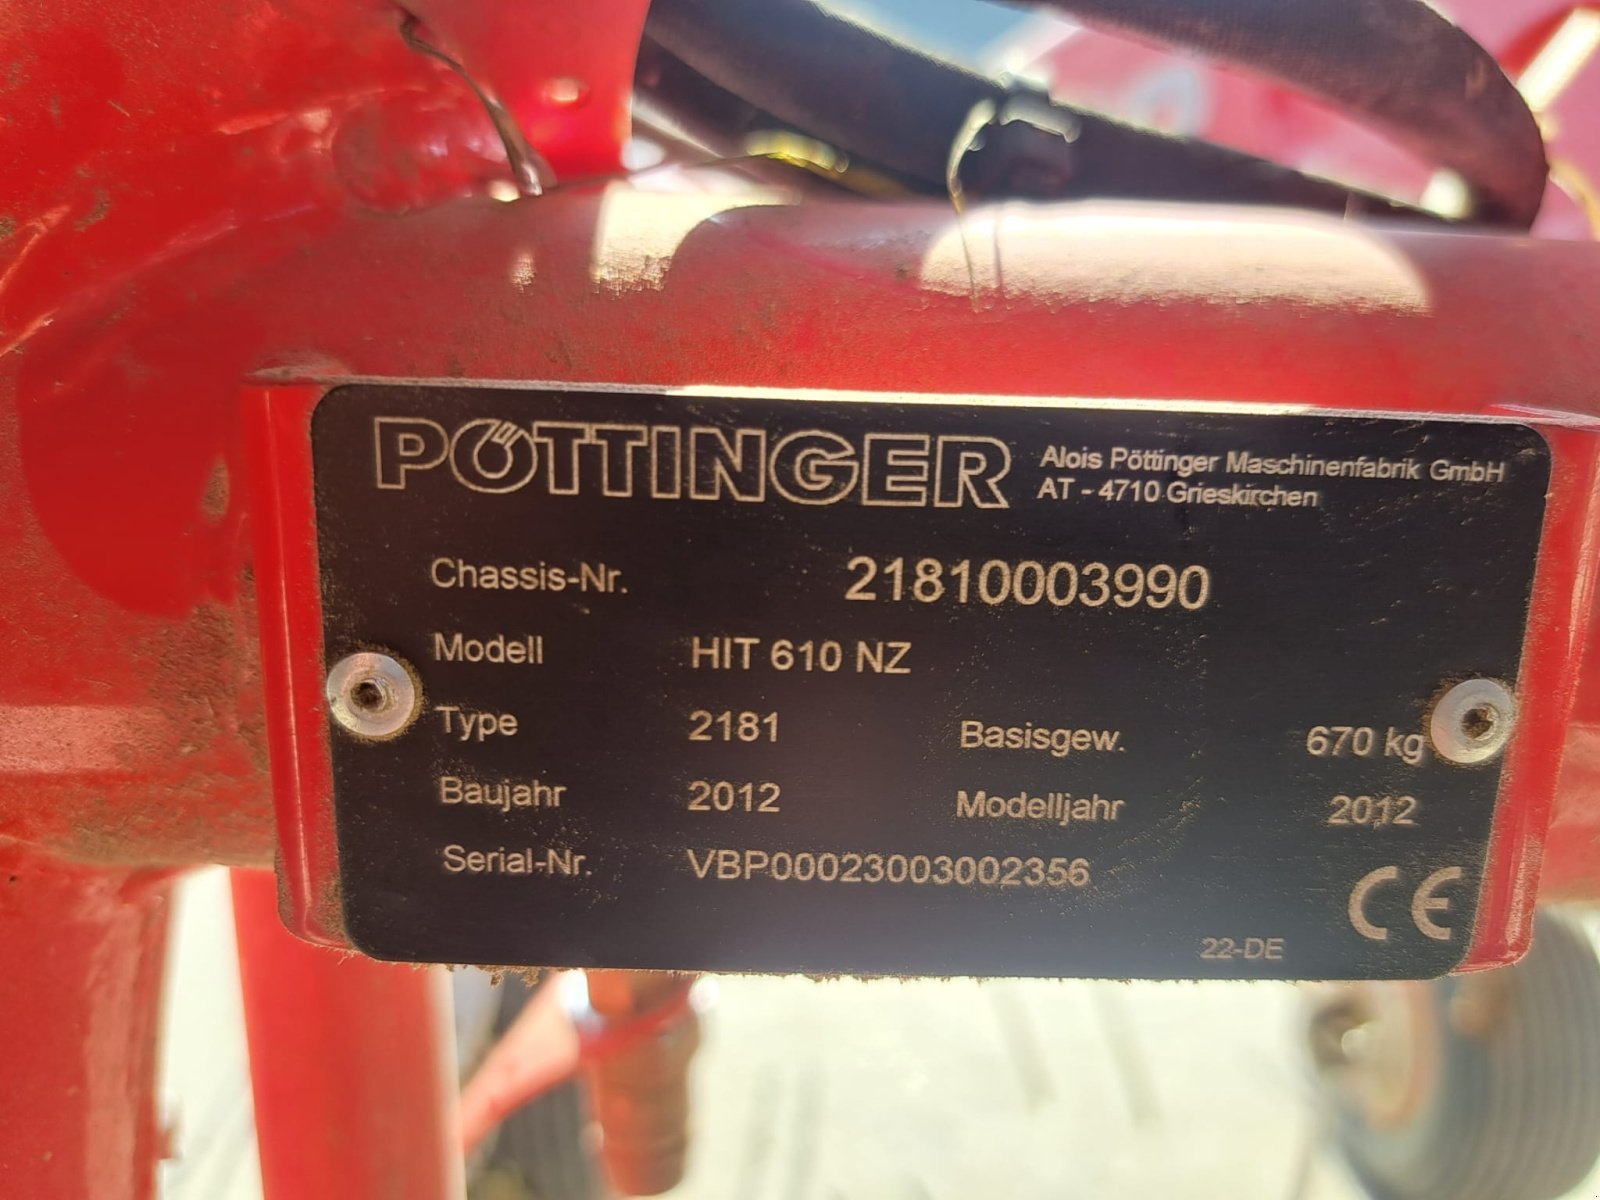 PÖTTINGER
Alois Pöttinger Maschinenfabrik GmbH
AT - 4710 Grieskirchen
Chassis-Nr. 21810003990
Modell HIT 610 NZ
Type 2181 Basisgew. 670 kg
Baujahr 2012 Modelljahr 2012
Serial-Nr. VBP00023003002356
CE
22-DE